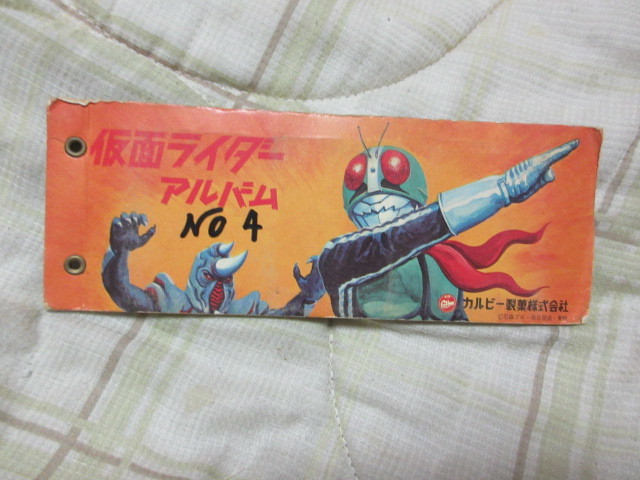 仮面ライダー
アルバム
NO 4
カルビー製菓株式会社